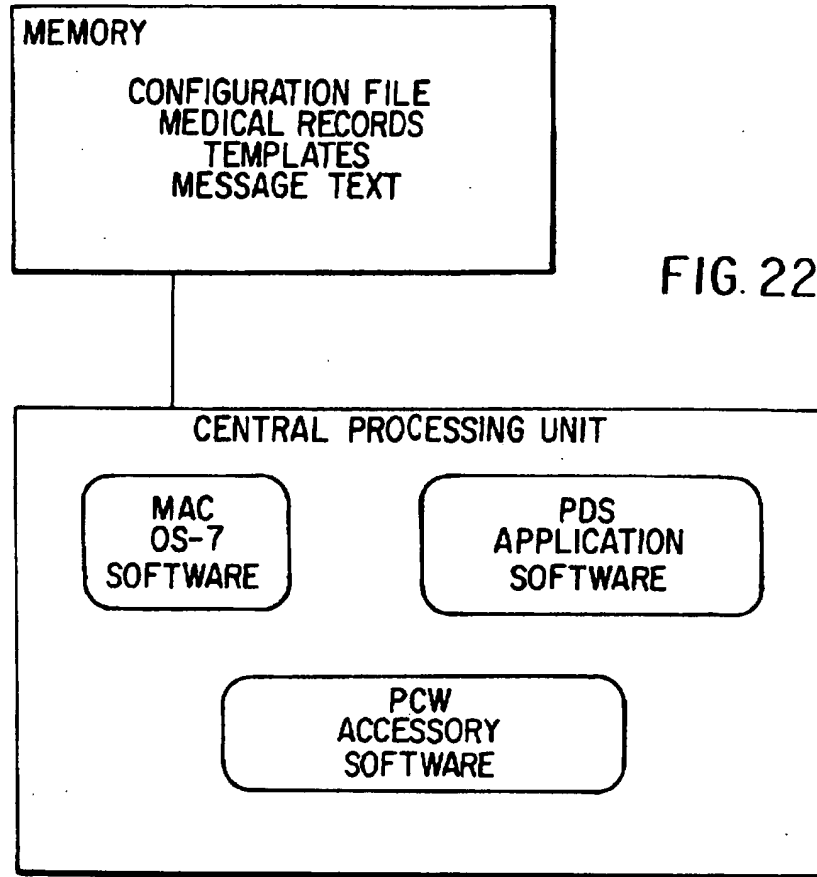 MEMORY
CONFIGURATION FILE
MEDICAL RECORDS
TEMPLATES
MESSAGE TEXT
FIG. 22
CENTRAL PROCESSING UNIT
MAC
OS-7
SOFTWARE
PDS
APPLICATION
SOFTWARE
PCW
ACCESSORY
SOFTWARE